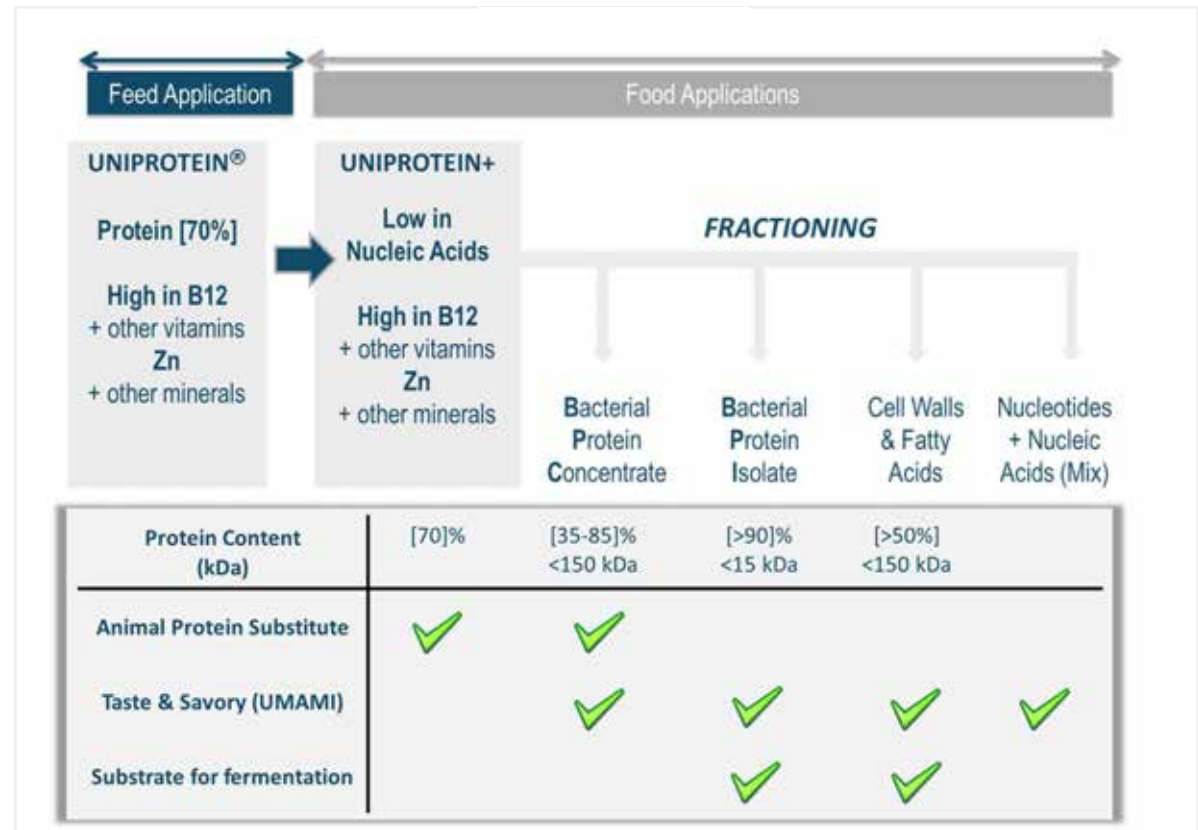 Feed Application
Food Applications
UNIPROTEIN®
Protein [70%]
High in B12
+ other vitamins
Zn
+ other minerals
UNIPROTEIN+
Low in
Nucleic Acids
High in B12
+ other vitamins
Zn
+ other minerals
FRACTIONING
Bacterial
Protein
Concentrate
Bacterial
Protein
Isolate
Cell Walls
& Fatty
Acids
Nucleotides
+ Nucleic
Acids (Mix)
Protein Content
(kDa)
[70]%
[35-85]%
<150 kDa
[>90]%
<15 kDa
[>50%]
<150 kDa
Animal Protein Substitute
Taste & Savory (UMAMI)
Substrate for fermentation